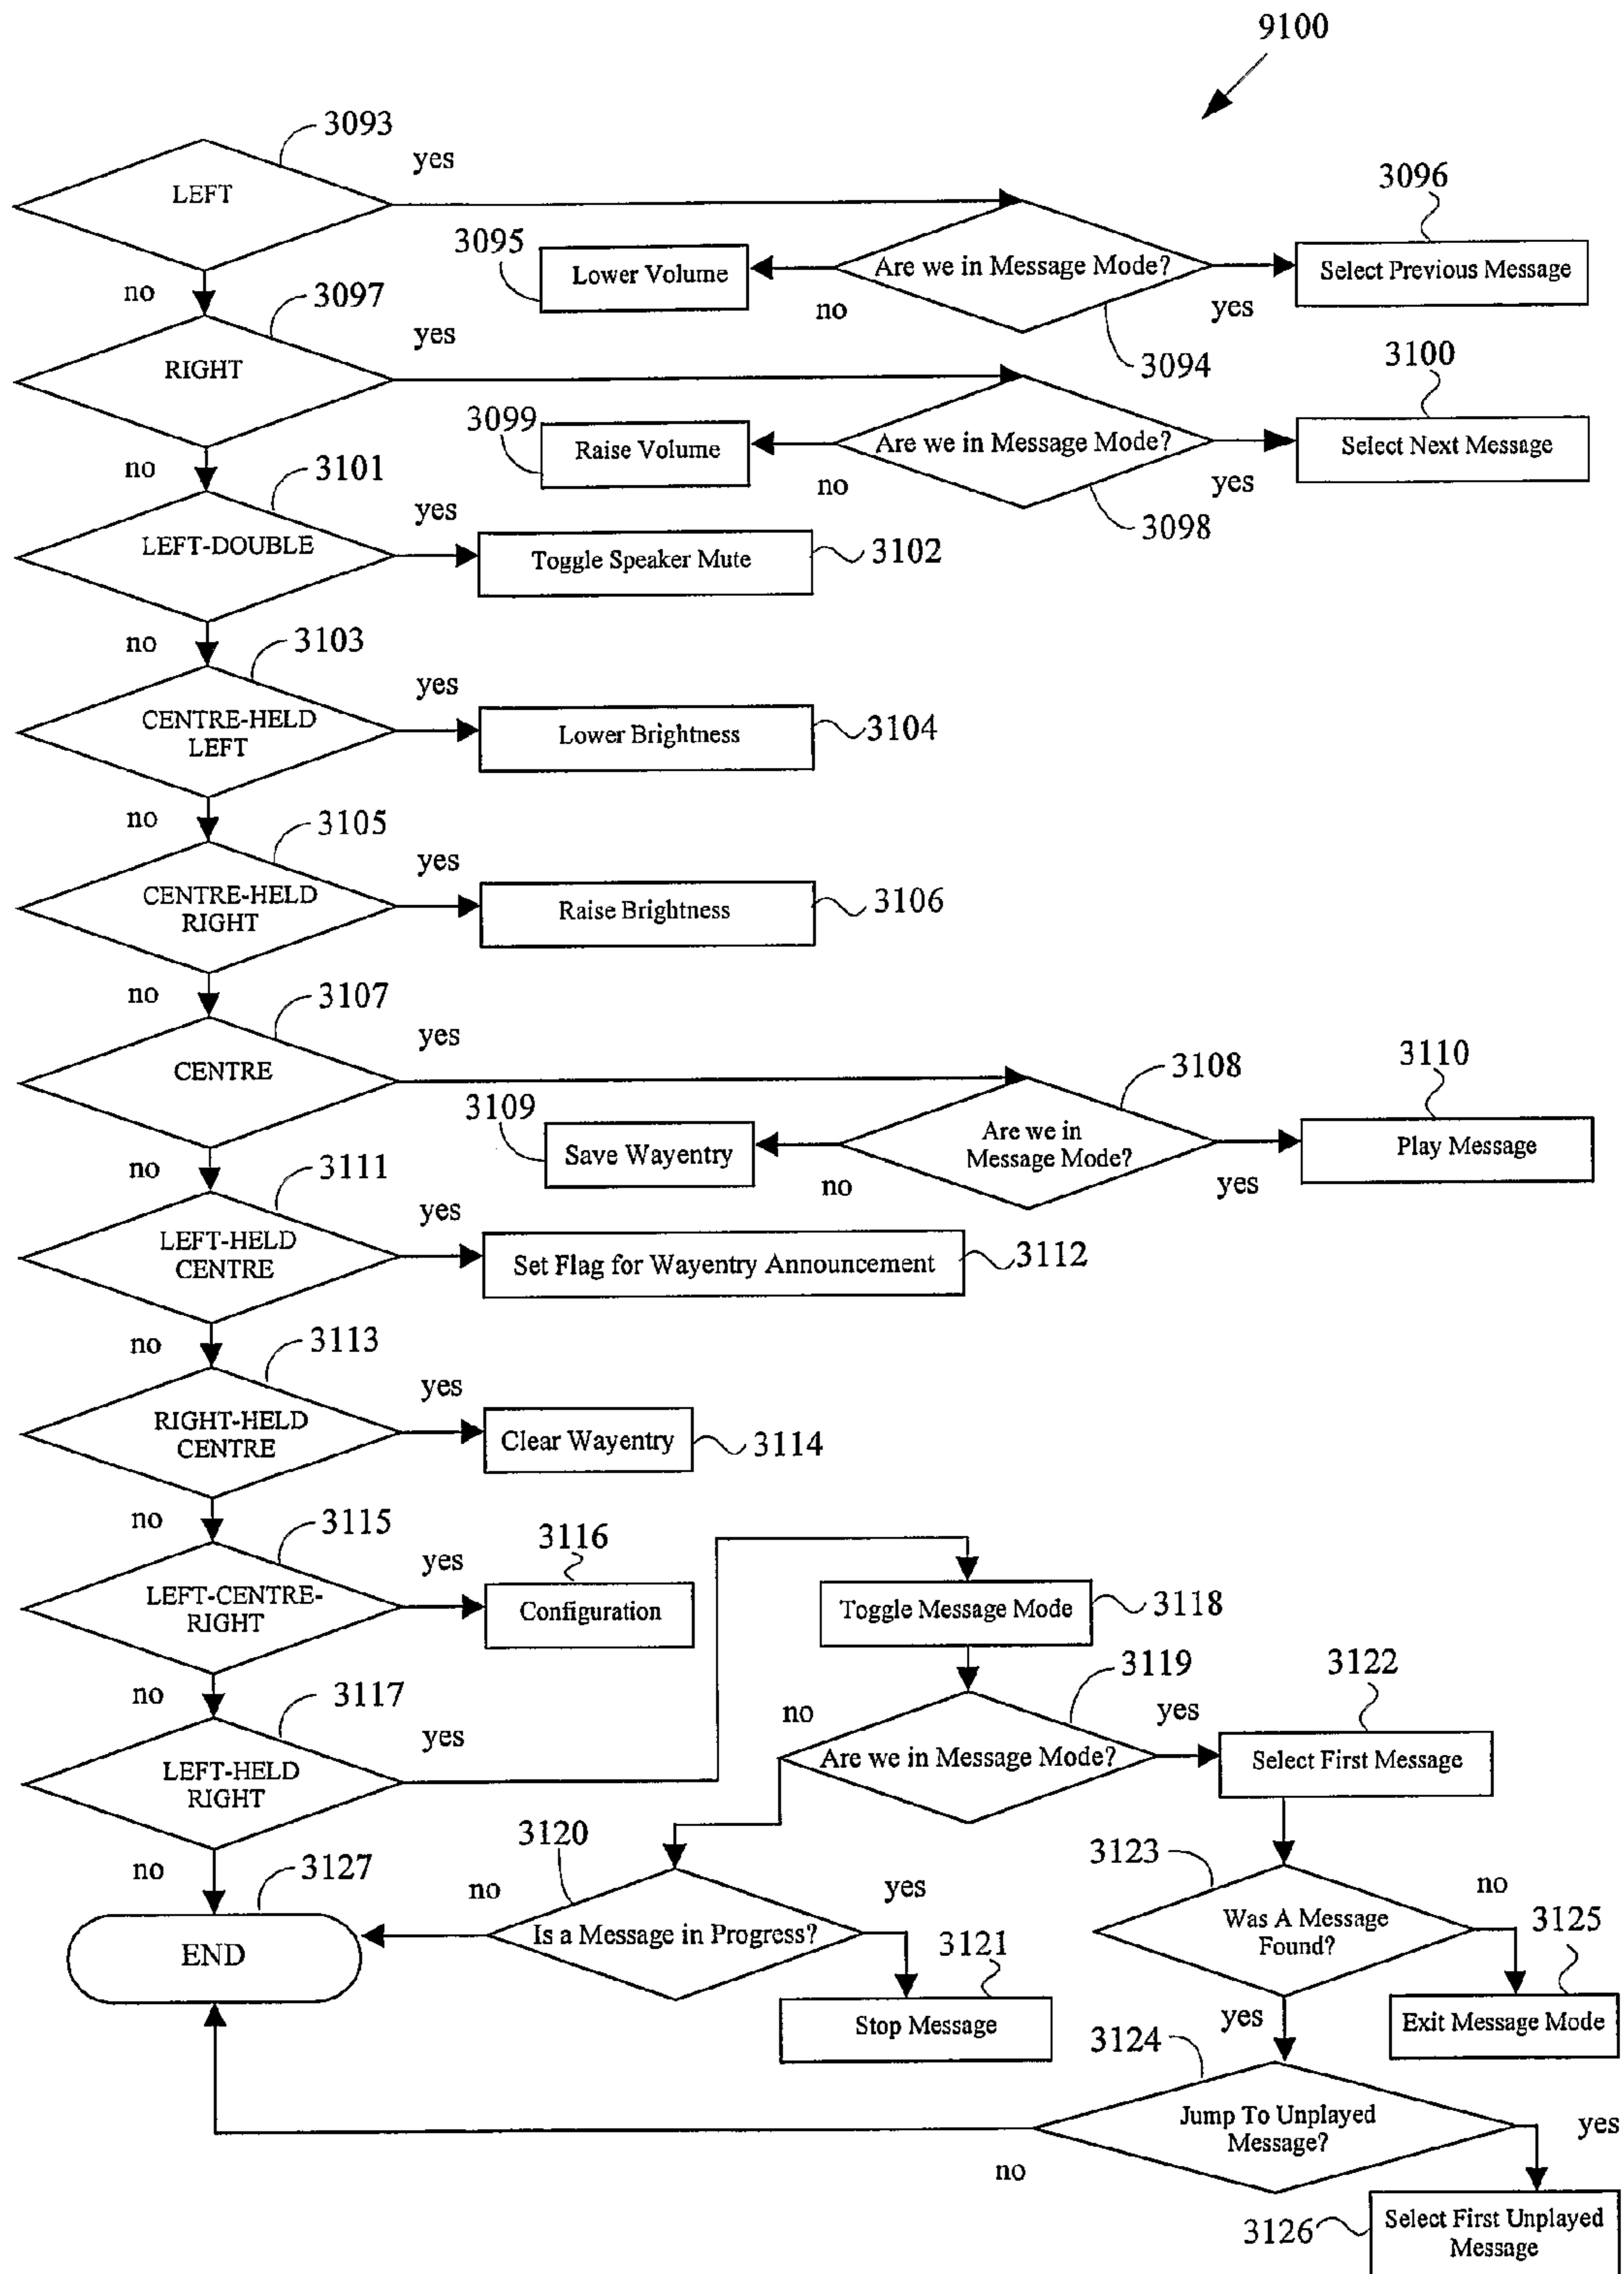 9100
3093
LEFT
yes
no
3094
Are we in Message Mode?
no
yes
3095
Lower Volume
3096
Select Previous Message
3097
RIGHT
yes
no
3098
Are we in Message Mode?
no
yes
3099
Raise Volume
3100
Select Next Message
3101
LEFT-DOUBLE
yes
no
Toggle Speaker Mute
3102
3103
CENTRE-HELD
LEFT
yes
no
Lower Brightness
3104
3105
CENTRE-HELD
RIGHT
yes
no
Raise Brightness
3106
3107
CENTRE
yes
no
3108
Are we in
Message Mode?
no
yes
3109
Save Wayentry
3110
Play Message
3111
LEFT-HELD
CENTRE
yes
no
Set Flag for Wayentry Announcement
3112
3113
RIGHT-HELD
CENTRE
yes
no
Clear Wayentry
3114
3115
LEFT-CENTRE-
RIGHT
yes
no
3116
Configuration
3117
LEFT-HELD
RIGHT
yes
no
Toggle Message Mode
3118
3119
Are we in Message Mode?
no
yes
3122
Select First Message
3120
Is a Message in Progress?
no
yes
3121
Stop Message
3123
Was A Message
Found?
no
yes
3125
Exit Message Mode
3124
Jump To Unplayed
Message?
no
yes
3126
Select First Unplayed
Message
3127
END